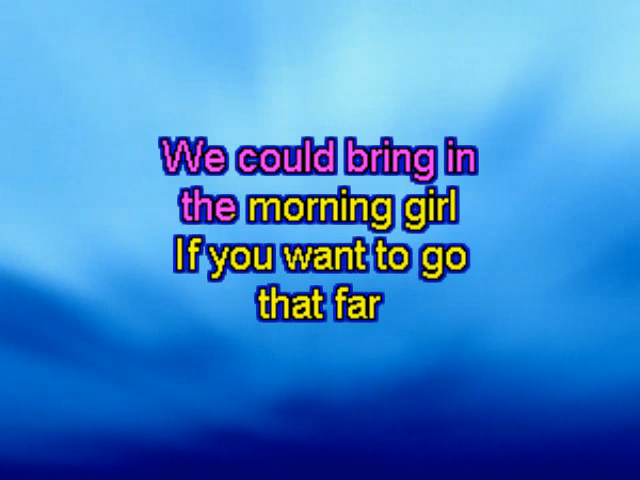 We could bring in
the morning girl
If you want to go
that far